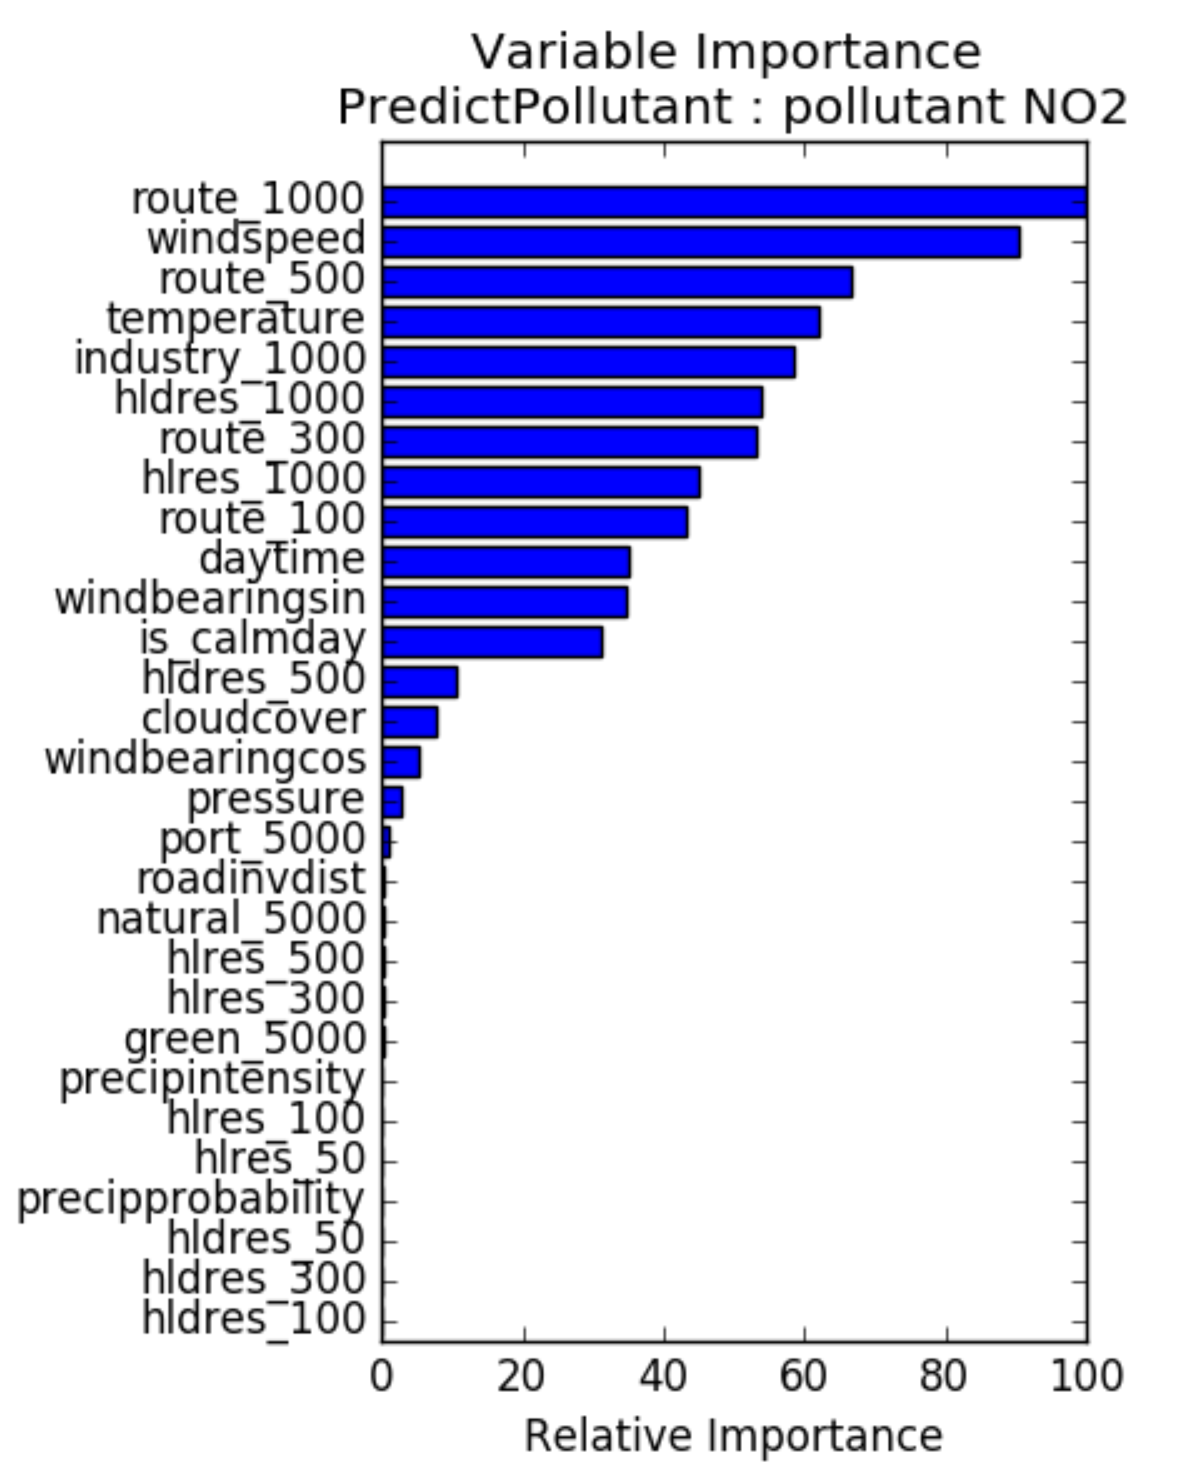 Variable Importance
PredictPollutant : pollutant NO2
route_1000
windspeed
route_500
temperature
industry_1000
hldres_1000
route_300
hlres_1000
route_100
daytime
windbearingsin
is_calmday
hldres_500
cloudcover
windbearingcos
pressure
port_5000
roadinvdist
natural_5000
hlres_500
hlres_300
green_5000
precipintensity
hlres_100
hlres_50
precipprobability
hldres_50
hldres_300
hldres_100
0 20 40 60 80 100
Relative Importance